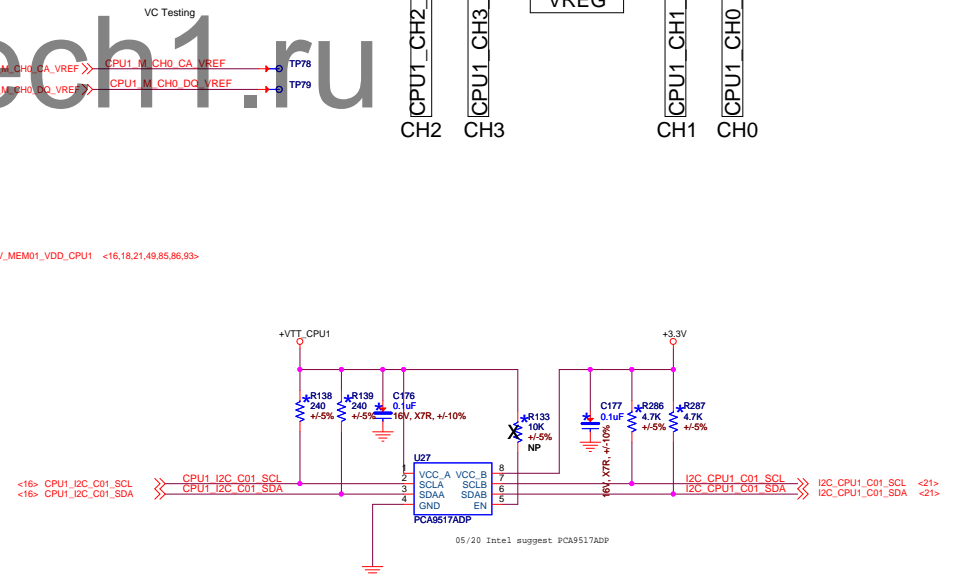 VC Testing
ech1.ru
M_CH0_CA_VREF CPU1_M_CH0_CA_VREF TP78
M_CH0_DQ_VREF CPU1_M_CH0_DQ_VREF TP79
CPU1_CH2_
CPU1_CH3_
VREG
CPU1_CH1_
CPU1_CH0_
CH2 CH3 CH1 CH0
V_MEM01_VDD_CPU1 <16,18,21,49,85,86,93>
+VTT_CPU1
+3.3V
R138
240
+/-5%
R139
240
+/-5%
C176
0.1uF
16V, X7R, +/-10%
R133
10K
+/-5%
NP
X
C177
0.1uF
16V, X7R, +/-10%
R286
4.7K
+/-5%
R287
4.7K
+/-5%
U27
1 VCC_A VCC_B 8
2 SCLA SCLB 7
3 SDAA SDAB 6
4 GND EN 5
PCA9517ADP
<16> CPU1_I2C_C01_SCL CPU1_I2C_C01_SCL
<16> CPU1_I2C_C01_SDA CPU1_I2C_C01_SDA
I2C_CPU1_C01_SCL I2C_CPU1_C01_SCL <21>
I2C_CPU1_C01_SDA I2C_CPU1_C01_SDA <21>
05/20 Intel suggest PCA9517ADP